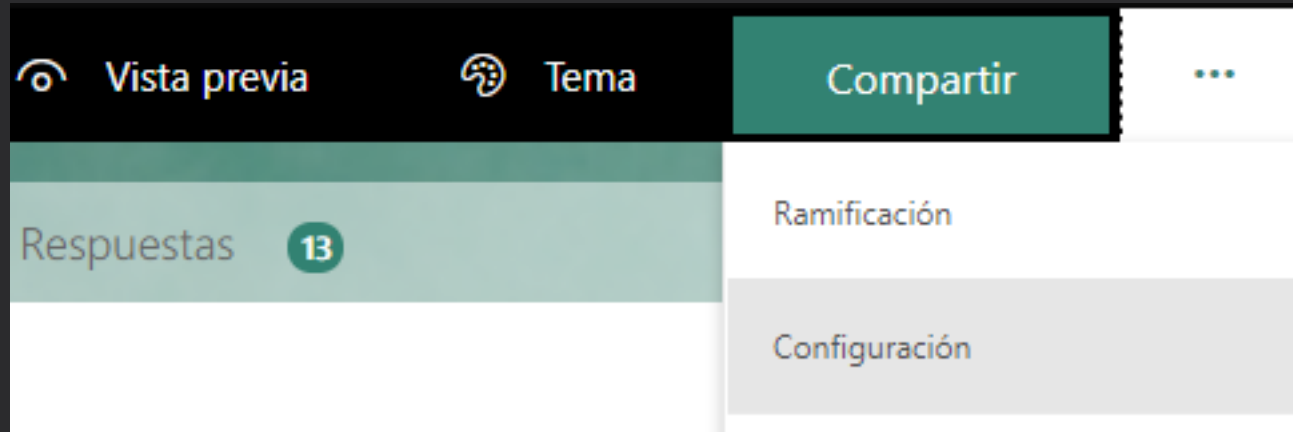 Vista previa Tema Compartir ...
Respuestas 13
Ramificación
Configuración